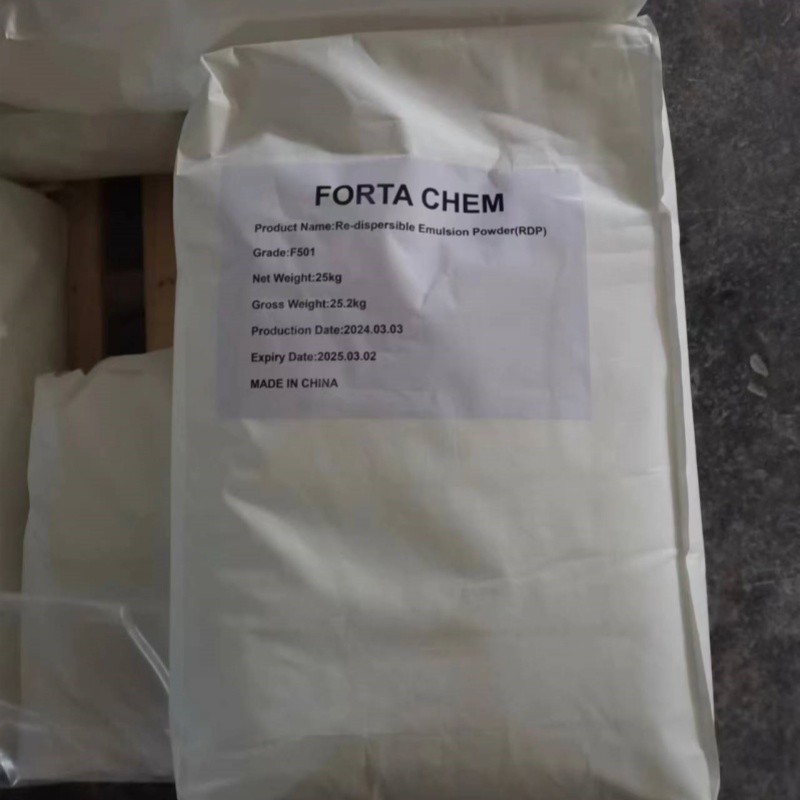 FORTA CHEM
Product Name:Re-dispersible Emulsion Powder(RDP)
Grade:F501
Net Weight:25kg
Gross Weight:25.2kg
Production Date:2024.03.03
Expiry Date:2025.03.02
MADE IN CHINA